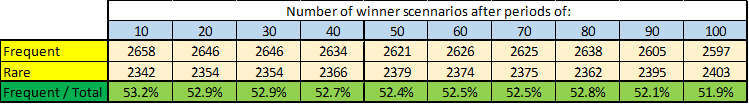 Number of winner scennarios after periods of:
10 20 30 40 50 60 70 80 90 100
Frequent 2658 2646 2646 2634 2621 2626 2625 2638 2605 2597
Rare 2342 2354 2354 2366 2379 2374 2375 2362 2395 2403
Frequent / Total 53.2% 52.9% 52.9% 52.7% 52.4% 52.5% 52.5% 52.8% 52.1% 51.9%